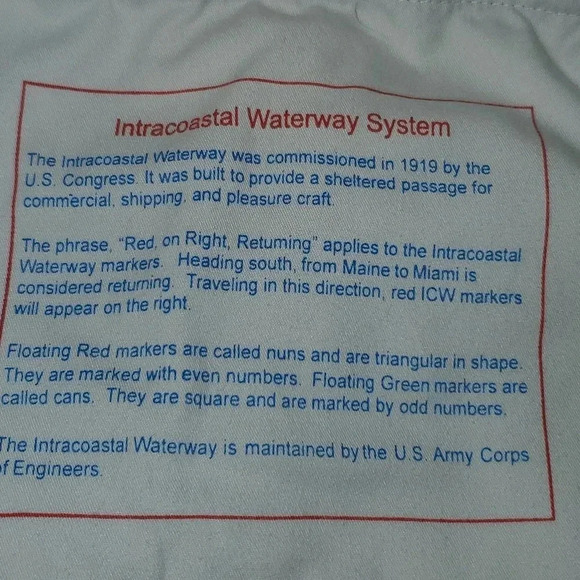 Intracoastal Waterway System
The Intracoastal Waterway was commissioned in 1919 by the
U.S. Congress. It was built to provide a sheltered passage for
commercial, shipping, and pleasure craft.
The phrase, “Red, on Right, Returning” applies to the Intracoastal
Waterway markers. Heading south, from Maine to Miami is
considered returning. Traveling in this direction, red ICW markers
will appear on the right.
Floating Red markers are called nuns and are triangular in shape.
They are marked with even numbers. Floating Green markers are
called cans. They are square and are marked by odd numbers.
The Intracoastal Waterway is maintained by the U.S. Army Corps
of Engineers.